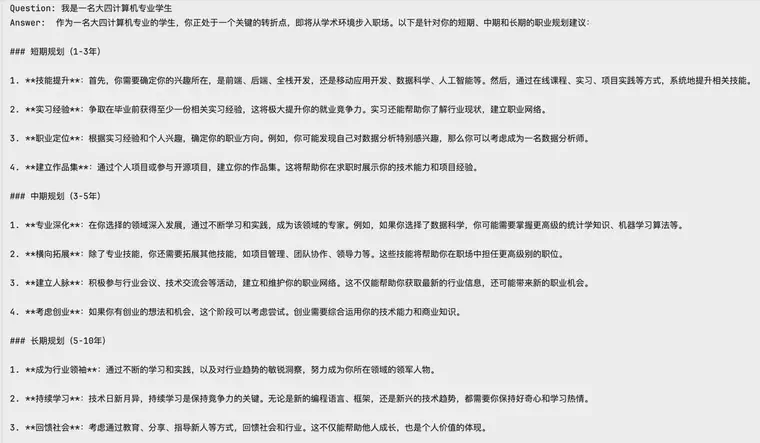 Question: 我是一名大四计算机专业学生
Answer:  作为一名大四计算机专业的学生，你正处于一个关键的转折点，即将从学术环境步入职场。以下是针对你的短期、中期和长期的职业规划建议：
### 短期规划（1-3年）
1. **技能提升**：首先，你需要确定你的兴趣所在，是前端、后端、全栈开发，还是移动应用开发、数据科学、人工智能等。然后，通过在线课程、实习、项目实践等方式，系统地提升相关技能。
2. **实习经验**：争取在毕业前获得至少一份相关实习经验，这将极大提升你的就业竞争力。实习还能帮助你了解行业现状，建立职业网络。
3. **职业定位**：根据实习经验和个人兴趣，确定你的职业方向。例如，你可能发现自己对数据分析特别感兴趣，那么你可以考虑成为一名数据分析师。
4. **建立作品集**：通过个人项目或参与开源项目，建立你的作品集。这将帮助你在求职时展示你的技术能力和项目经验。
### 中期规划（3-5年）
1. **专业深化**：在你选择的领域深入发展，通过不断学习和实践，成为该领域的专家。例如，如果你选择了数据科学，你可能需要掌握更高级的统计学知识、机器学习算法等。
2. **横向拓展**：除了专业技能，你还需要拓展其他技能，如项目管理、团队协作、领导力等。这些技能将帮助你在职场中担任更高级别的职位。
3. **建立人脉**：积极参与行业会议、技术交流会等活动，建立和维护你的职业网络。这不仅能帮助你获取最新的行业信息，还可能带来新的职业机会。
4. **考虑创业**：如果你有创业的想法和机会，这个阶段可以考虑尝试。创业需要综合运用你的技术能力和商业知识。
### 长期规划（5-10年）
1. **成为行业领袖**：通过不断的学习和实践，以及对行业趋势的敏锐洞察，努力成为你所在领域的领军人物。
2. **持续学习**：技术日新月异，持续学习是保持竞争力的关键。无论是新的编程语言、框架，还是新兴的技术趋势，都需要你保持好奇心和学习热情。
3. **回馈社会**：考虑通过教育、分享、指导新人等方式，回馈社会和行业。这不仅能帮助他人成长，也是个人价值的体现。